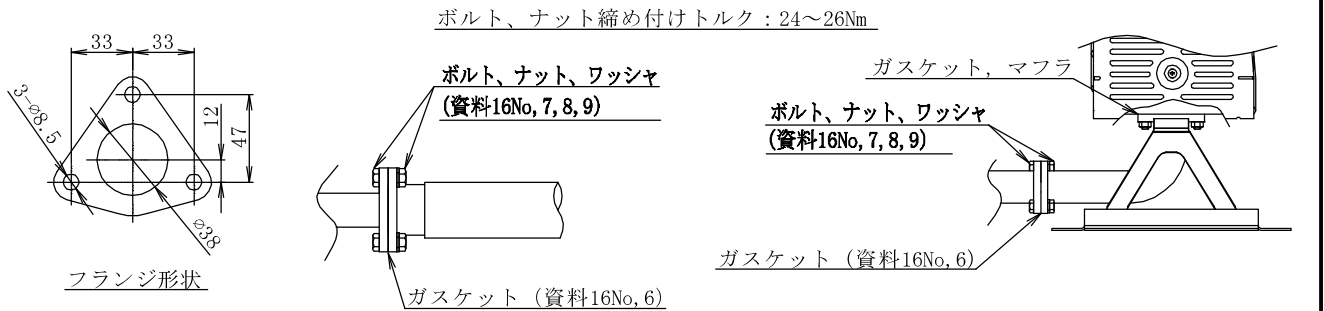 ボルト、ナット締め付けトルク：24～26Nm
33
33
3-⌀8.5
12
47
⌀38
フランジ形状
ボルト、ナット、ワッシャ
(資料16No,7,8,9)
ガスケット（資料16No,6）
ガスケット，マフラ
ボルト、ナット、ワッシャ
(資料16No,7,8,9)
ガスケット（資料16No,6）